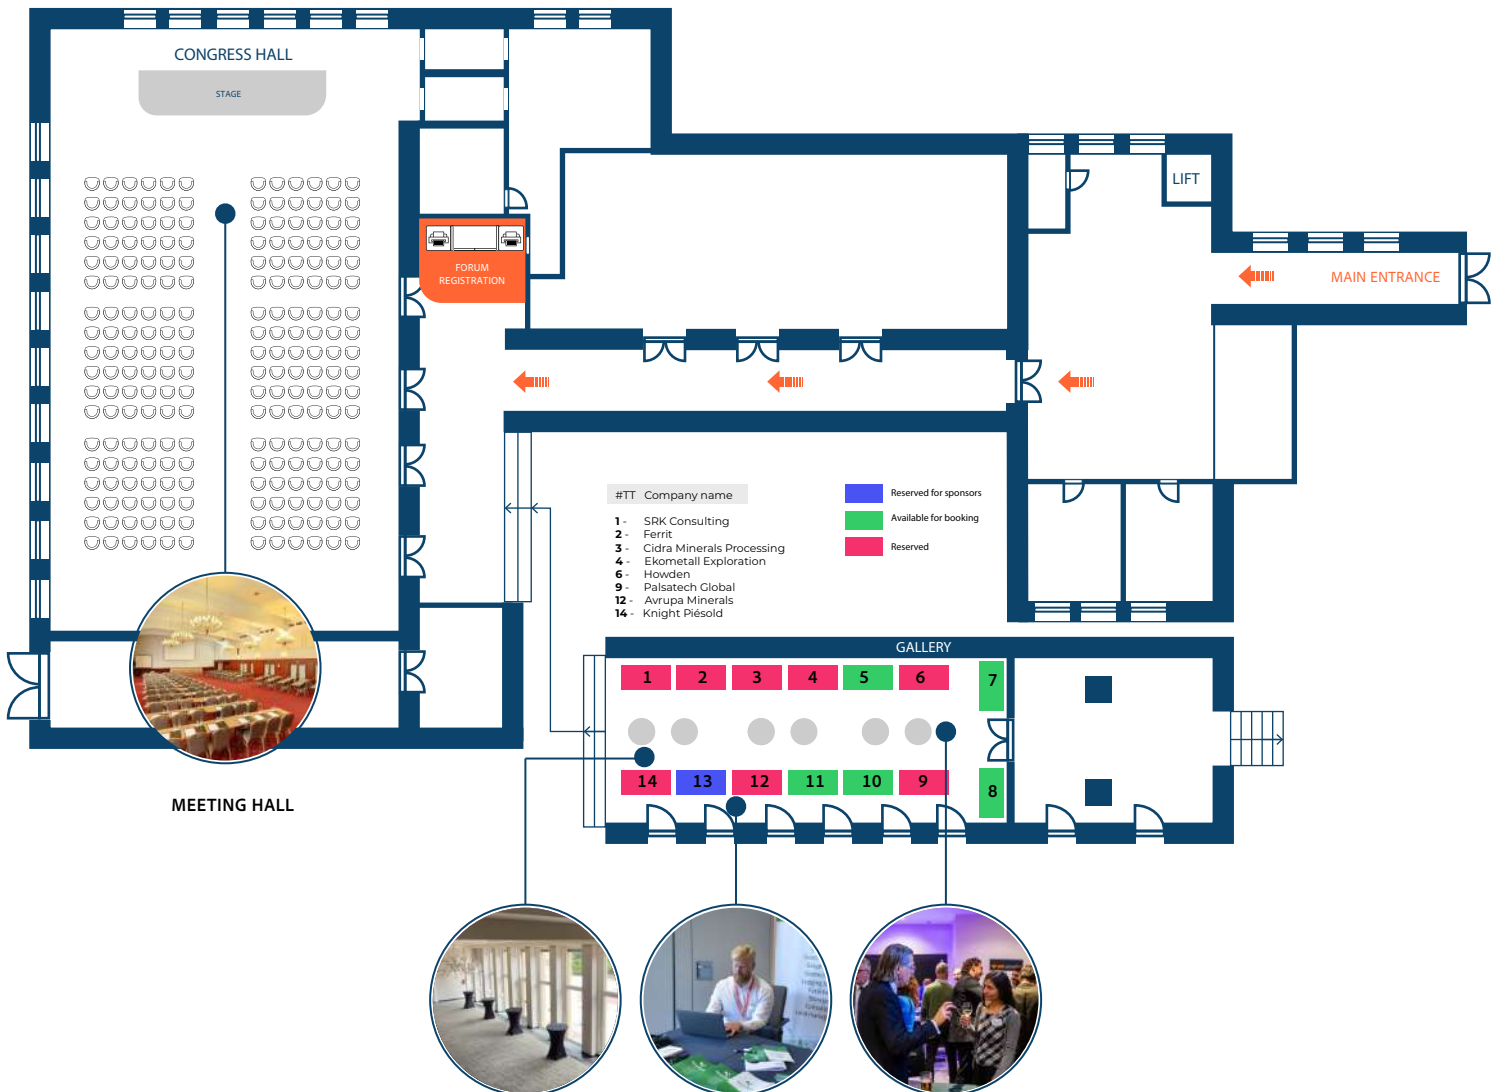 CONGRESS HALL
STAGE
LIFT
FORUM
REGISTRATION
MAIN ENTRANCE
#TT Company name
1 - SRK Consulting
2 - Ferrit
3 - Cidra Minerals Processing
4 - Ekometall Exploration
6 - Howden
9 - Palsatech Global
12 - Avrupa Minerals
14 - Knight Piésold
Reserved for sponsors
Available for booking
Reserved
GALLERY
1 2 3 4 5 6 7
14 13 12 11 10 9 8
MEETING HALL